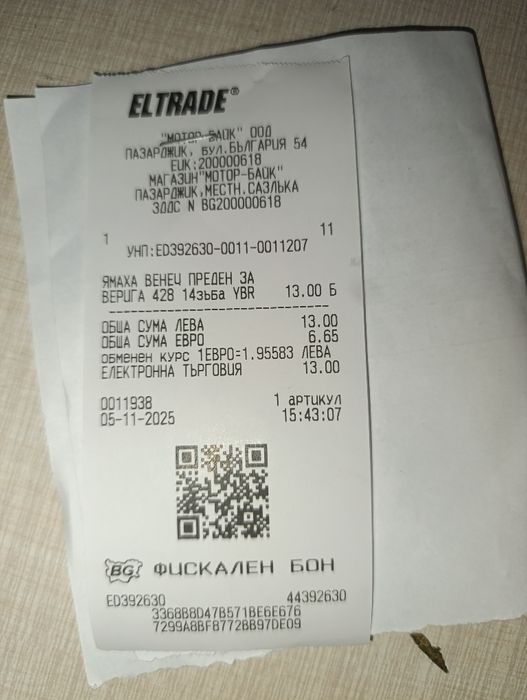 ELTRADE®
"МОТОР-БАЙК" ООД
ПАЗАРДЖИК, БУЛ.БЪЛГАРИЯ 54
ЕИК:200000618
МАГАЗИН"МОТОР-БАЙК"
ПАЗАРДЖИК,МЕСТН.САЗЛЪКА
ЗДДС N BG200000618
1 11
УНП:ED392630-0011-0011207
ЯМАХА ВЕНЕЦ ПРЕДЕН ЗА
ВЕРИГА 428 14зъба YBR 13.00 Б
ОБЩА СУМА ЛЕВА 13.00
ОБЩА СУМА ЕВРО 6.65
обменен курс 1ЕВРО=1.95583 ЛЕВА
ЕЛЕКТРОННА ТЪРГОВИЯ 13.00
0011938 1 артикул
05-11-2025 15:43:07
BG ФИСКАЛЕН БОН
ED392630 44392630
3368B8D47B571BE6E676
7299A8BF8772BB97DE09